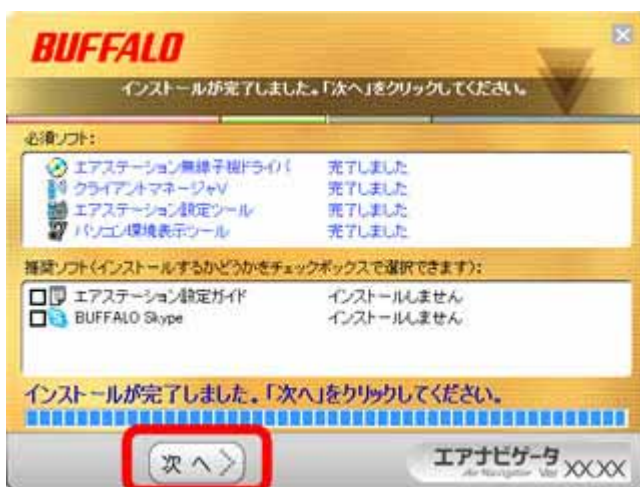 BUFFALO
インストールが完了しました。「次へ」をクリックしてください。
必須ソフト:
エアステーション無線子機ドライバ 完了しました
クライアントマネージャV 完了しました
エアステーション設定ツール 完了しました
パソコン環境表示ツール 完了しました
推奨ソフト(インストールするかどうかをチェックボックスで選択できます):
エアステーション設定ガイド インストールしません
BUFFALO Skype インストールしません
インストールが完了しました。「次へ」をクリックしてください。
次へ
エアナビゲータ
Air Navigator Ver XX.XX